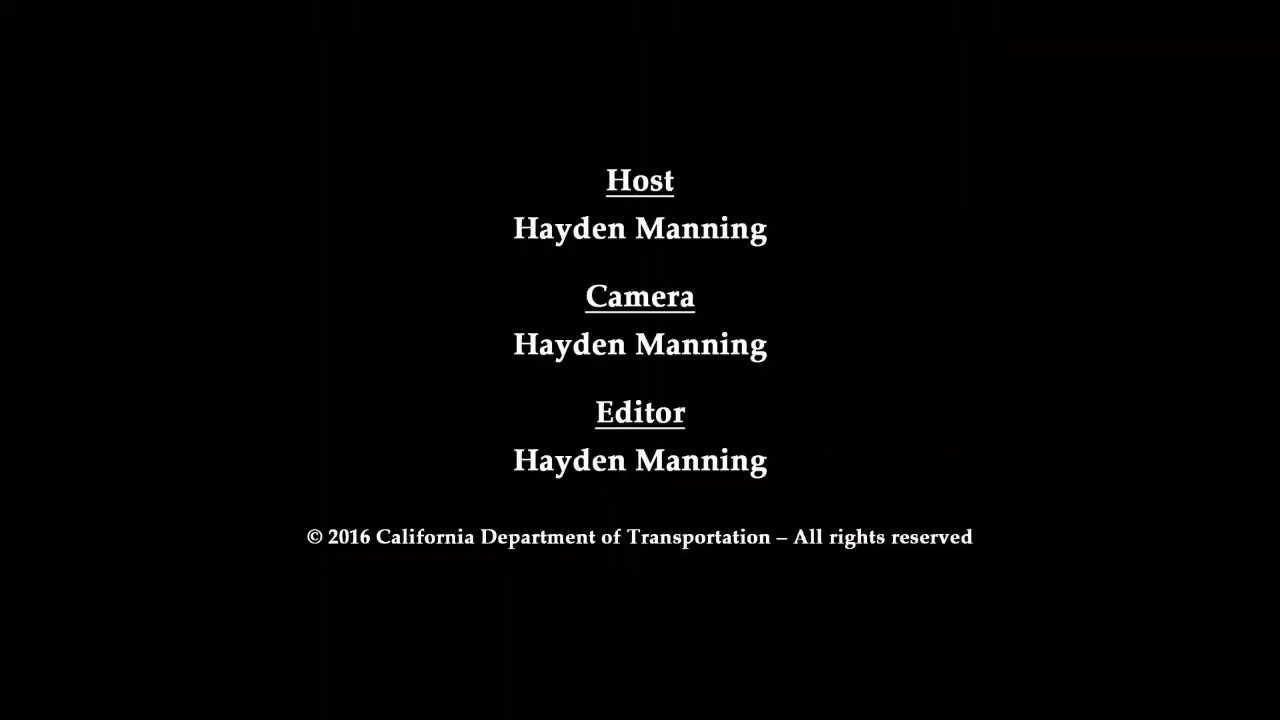 Host
Hayden Manning
Camera
Hayden Manning
Editor
Hayden Manning
© 2016 California Department of Transportation – All rights reserved